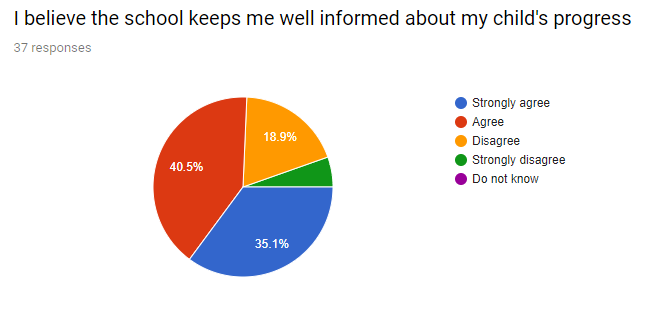 I believe the school keeps me well informed about my child's progress
37 responses
Strongly agree
Agree
Disagree
Strongly disagree
Do not know
18.9%
40.5%
35.1%